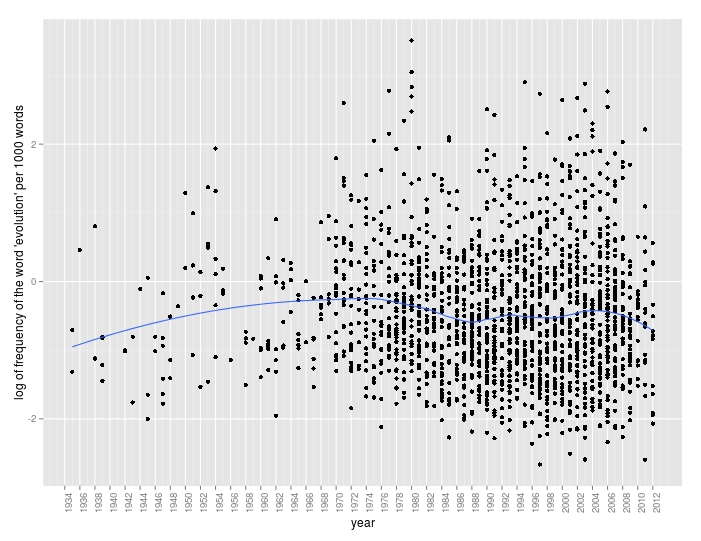 log of frequency of the word 'evolution' per 1000 words
2
0
-2
1934 1936 1938 1940 1942 1944 1946 1948 1950 1952 1954 1956 1958 1960 1962 1964 1966 1968 1970 1972 1974 1976 1978 1980 1982 1984 1986 1988 1990 1992 1994 1996 1998 2000 2002 2004 2006 2008 2010 2012
year